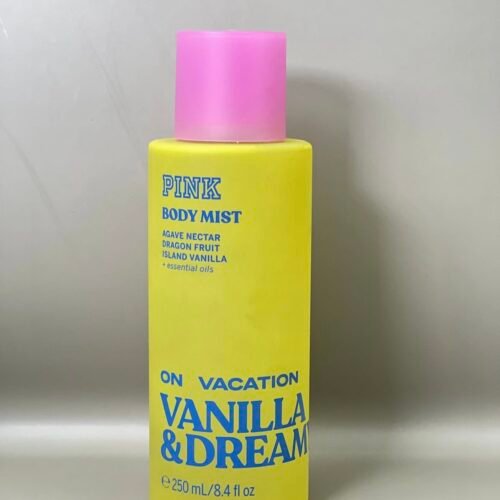 PINK
BODY MIST
AGAVE NECTAR
DRAGON FRUIT
ISLAND VANILLA
+ essential oils
ON VACATION
VANILLA
&DREAM
℮ 250 mL/8.4 fl oz